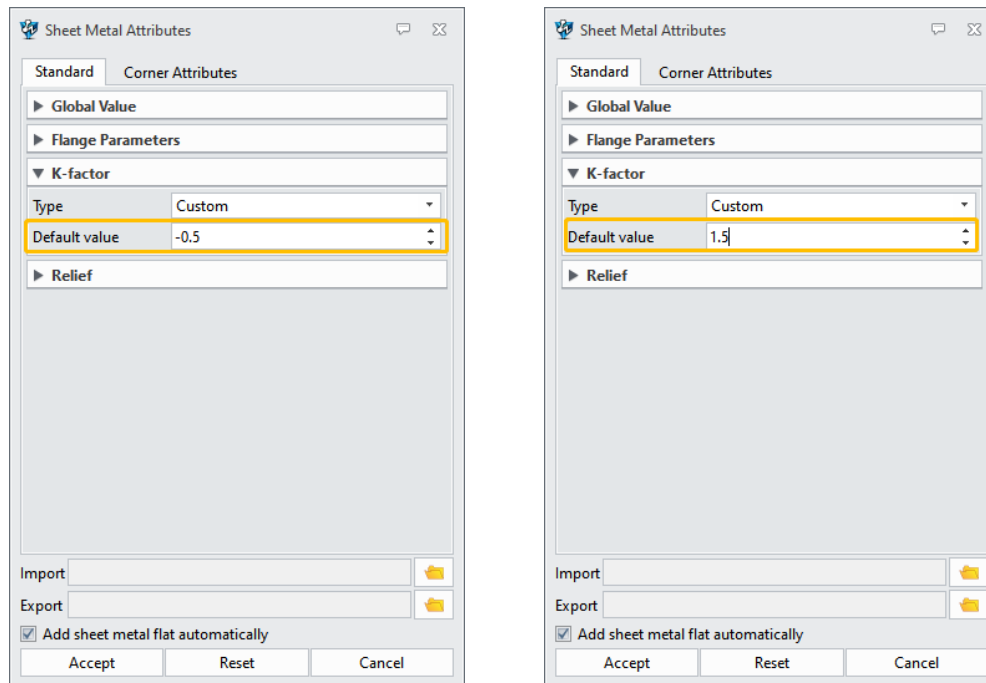 Sheet Metal Attributes
Standard Corner Attributes
Global Value
Flange Parameters
K-factor
Type Custom
Default value -0.5
Relief
Import
Export
Add sheet metal flat automatically
Accept Reset Cancel
Sheet Metal Attributes
Standard Corner Attributes
Global Value
Flange Parameters
K-factor
Type Custom
Default value 1.5
Relief
Import
Export
Add sheet metal flat automatically
Accept Reset Cancel